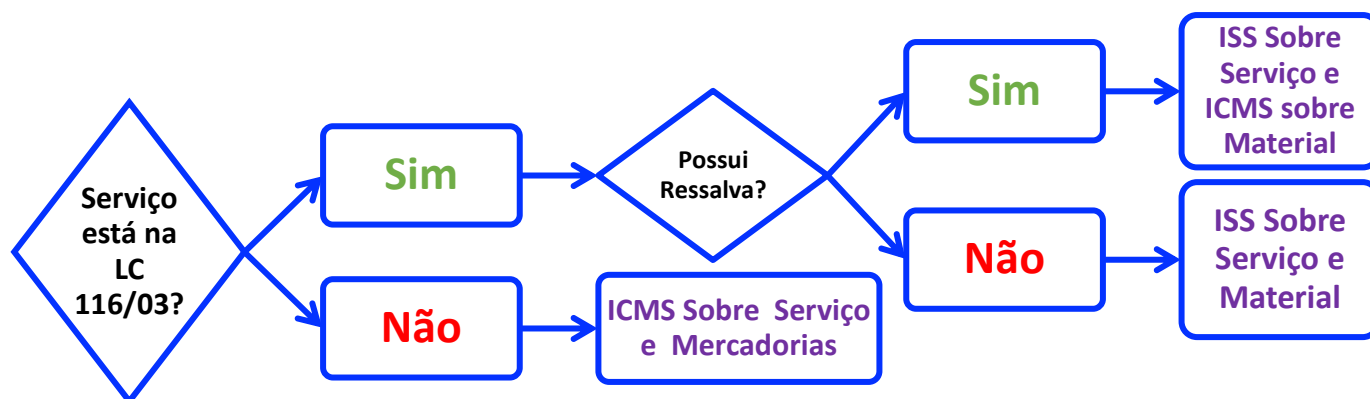 Serviço
está na
LC
116/03?
Sim
Não
ICMS Sobre Serviço
e Mercadorias
Possui
Ressalva?
Sim
Não
ISS Sobre
Serviço e
ICMS sobre
Material
ISS Sobre
Serviço e
Material